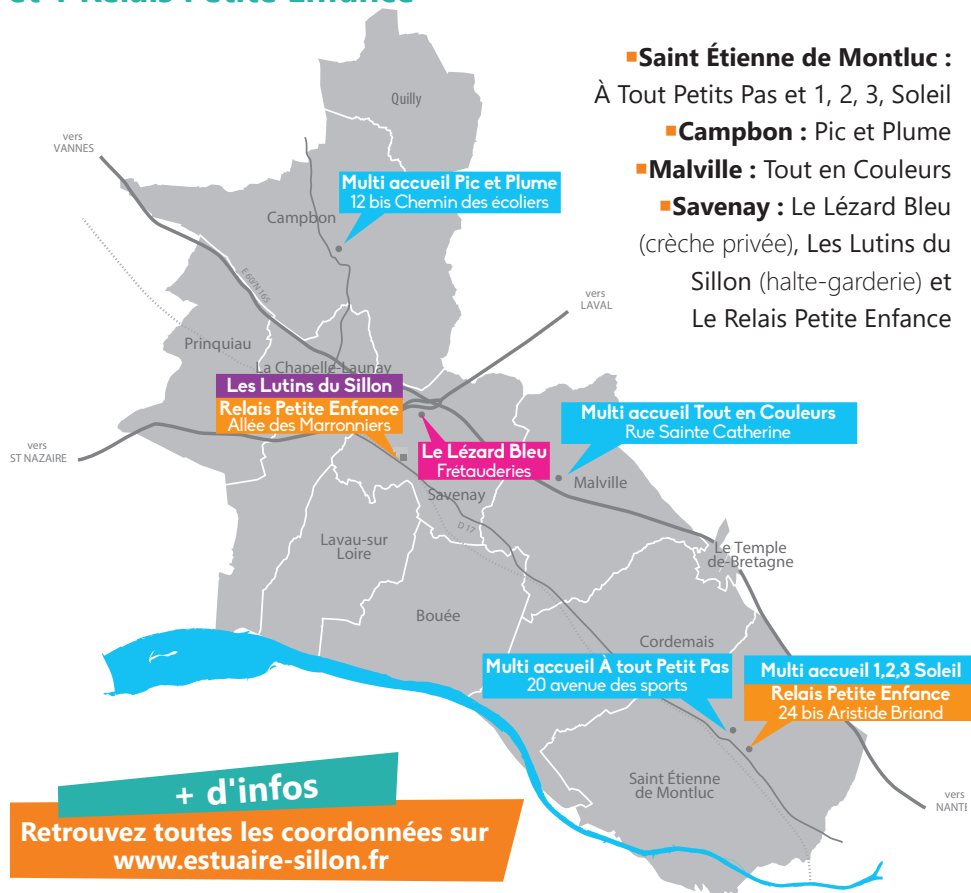 ■Saint Étienne de Montluc :
À Tout Petits Pas et 1, 2, 3, Soleil
■Campbon : Pic et Plume
■Malville : Tout en Couleurs
■Savenay : Le Lézard Bleu
(crèche privée), Les Lutins du
Sillon (halte-garderie) et
Le Relais Petite Enfance
Quilly
vers
VANNES
Multi accueil Pic et Plume
12 bis Chemin des écoliers
Campbon
E 60/N 165
vers
LAVAL
Prinquiau
La Chapelle-Launay
Les Lutins du Sillon
Relais Petite Enfance
Allée des Marronniers
Multi accueil Tout en Couleurs
Rue Sainte Catherine
vers
ST NAZAIRE
Le Lézard Bleu
Frétauderies
Malville
Savenay
D 17
Lavau-sur
Loire
Le Temple
de-Bretagne
Bouée
Cordemais
Multi accueil À tout Petit Pas
20 avenue des sports
Multi accueil 1,2,3 Soleil
Relais Petite Enfance
24 bis Aristide Briand
Saint Étienne
de Montluc
vers
NANTE
+ d'infos
Retrouvez toutes les coordonnées sur
www.estuaire-sillon.fr